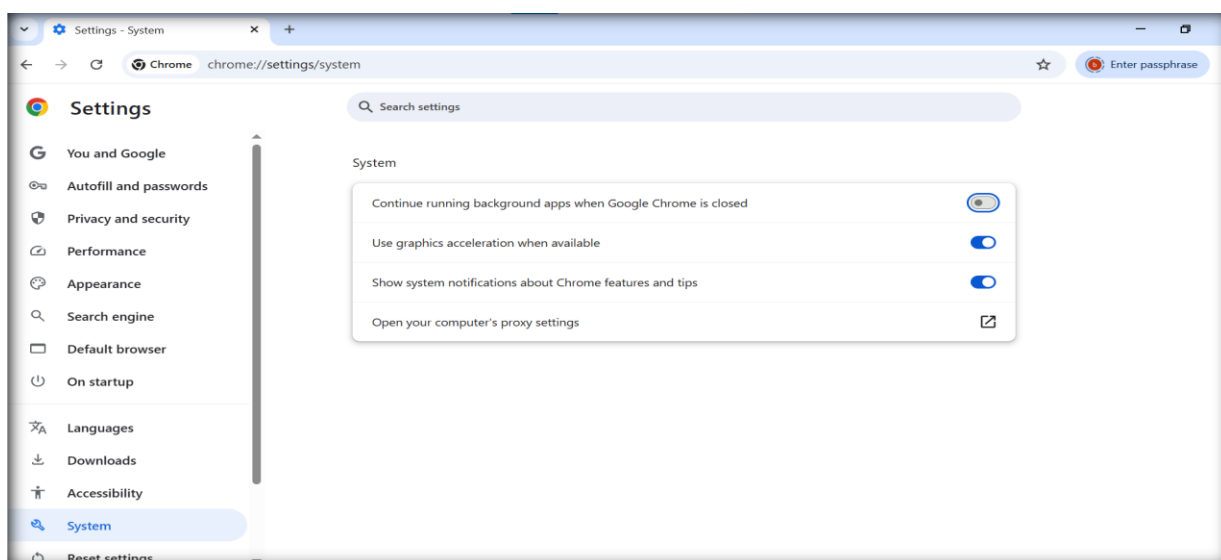 Settings - System
Chrome chrome://settings/system
Enter passphrase
Settings
Search settings
You and Google
Autofill and passwords
Privacy and security
Performance
Appearance
Search engine
Default browser
On startup
Languages
Downloads
Accessibility
System
Reset settings
System
Continue running background apps when Google Chrome is closed
Use graphics acceleration when available
Show system notifications about Chrome features and tips
Open your computer's proxy settings